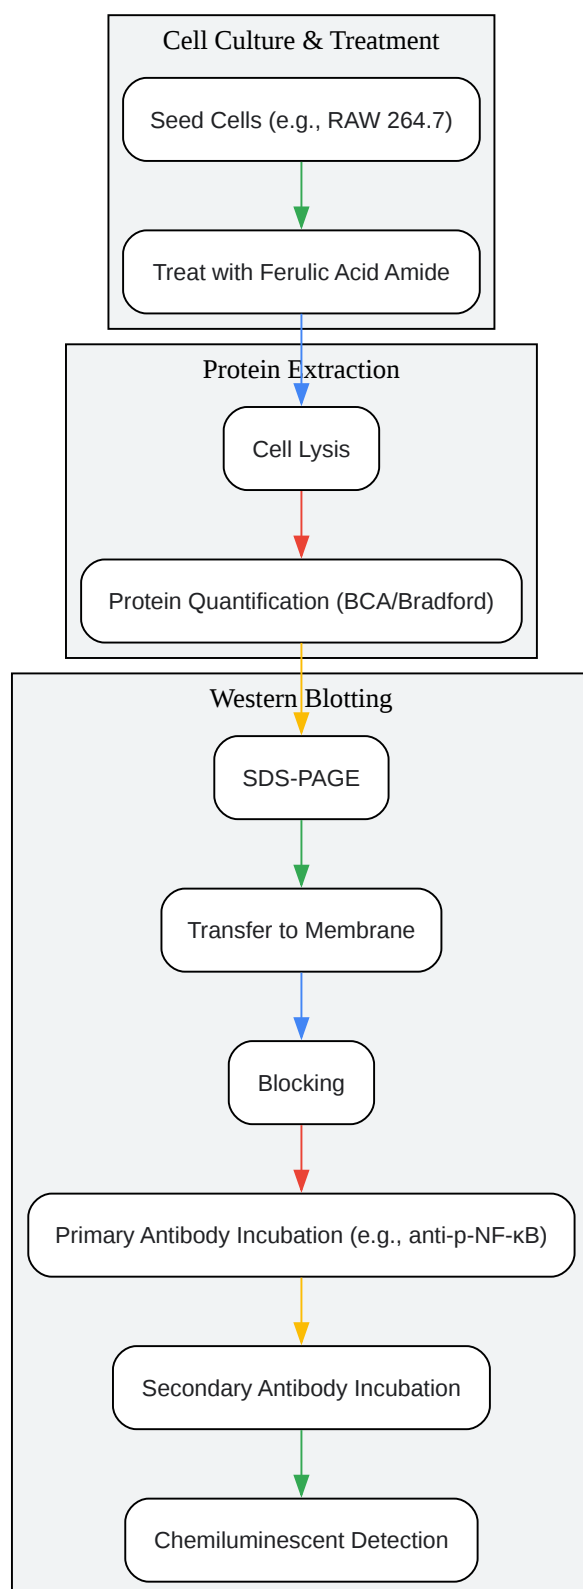 Cell Culture & Treatment
Seed Cells (e.g., RAW 264.7)
Treat with Ferulic Acid Amide
Protein Extraction
Cell Lysis
Protein Quantification (BCA/Bradford)
Western Blotting
SDS-PAGE
Transfer to Membrane
Blocking
Primary Antibody Incubation (e.g., anti-p-NF-κB)
Secondary Antibody Incubation
Chemiluminescent Detection